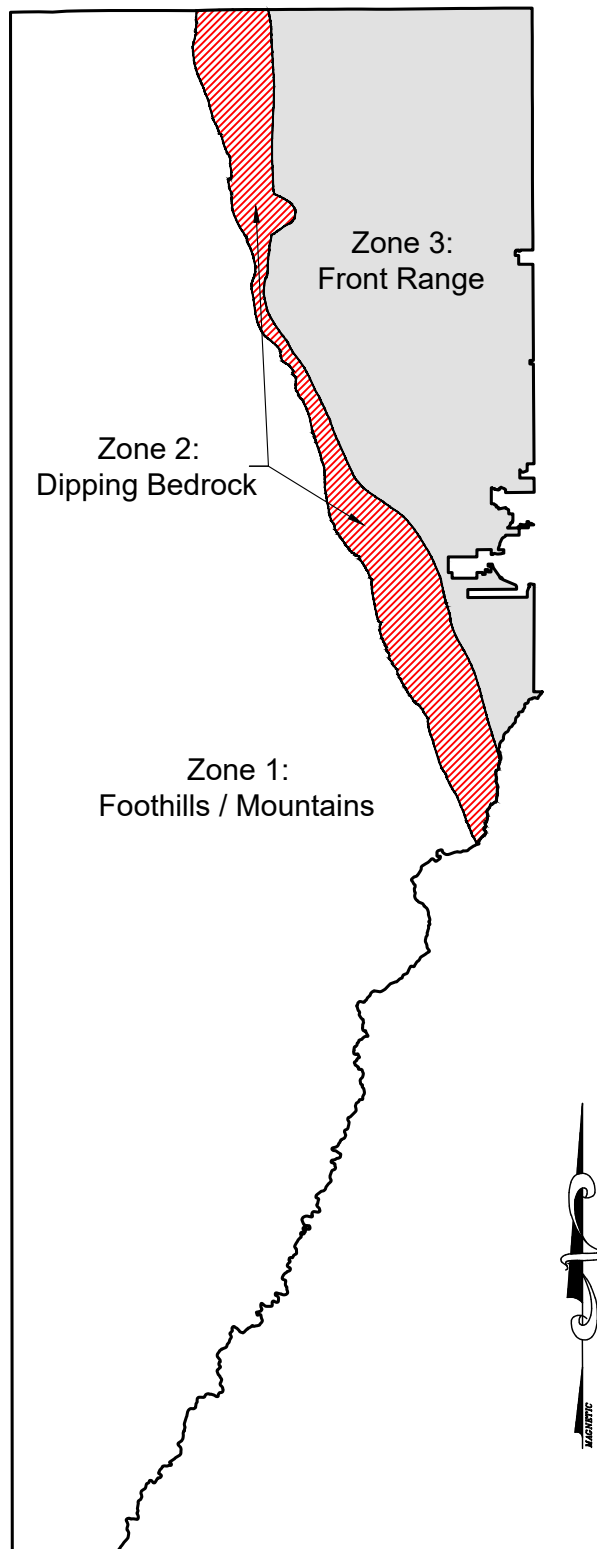 Zone 3:
Front Range
Zone 2:
Dipping Bedrock
Zone 1:
Foothills / Mountains
MAGNETIC